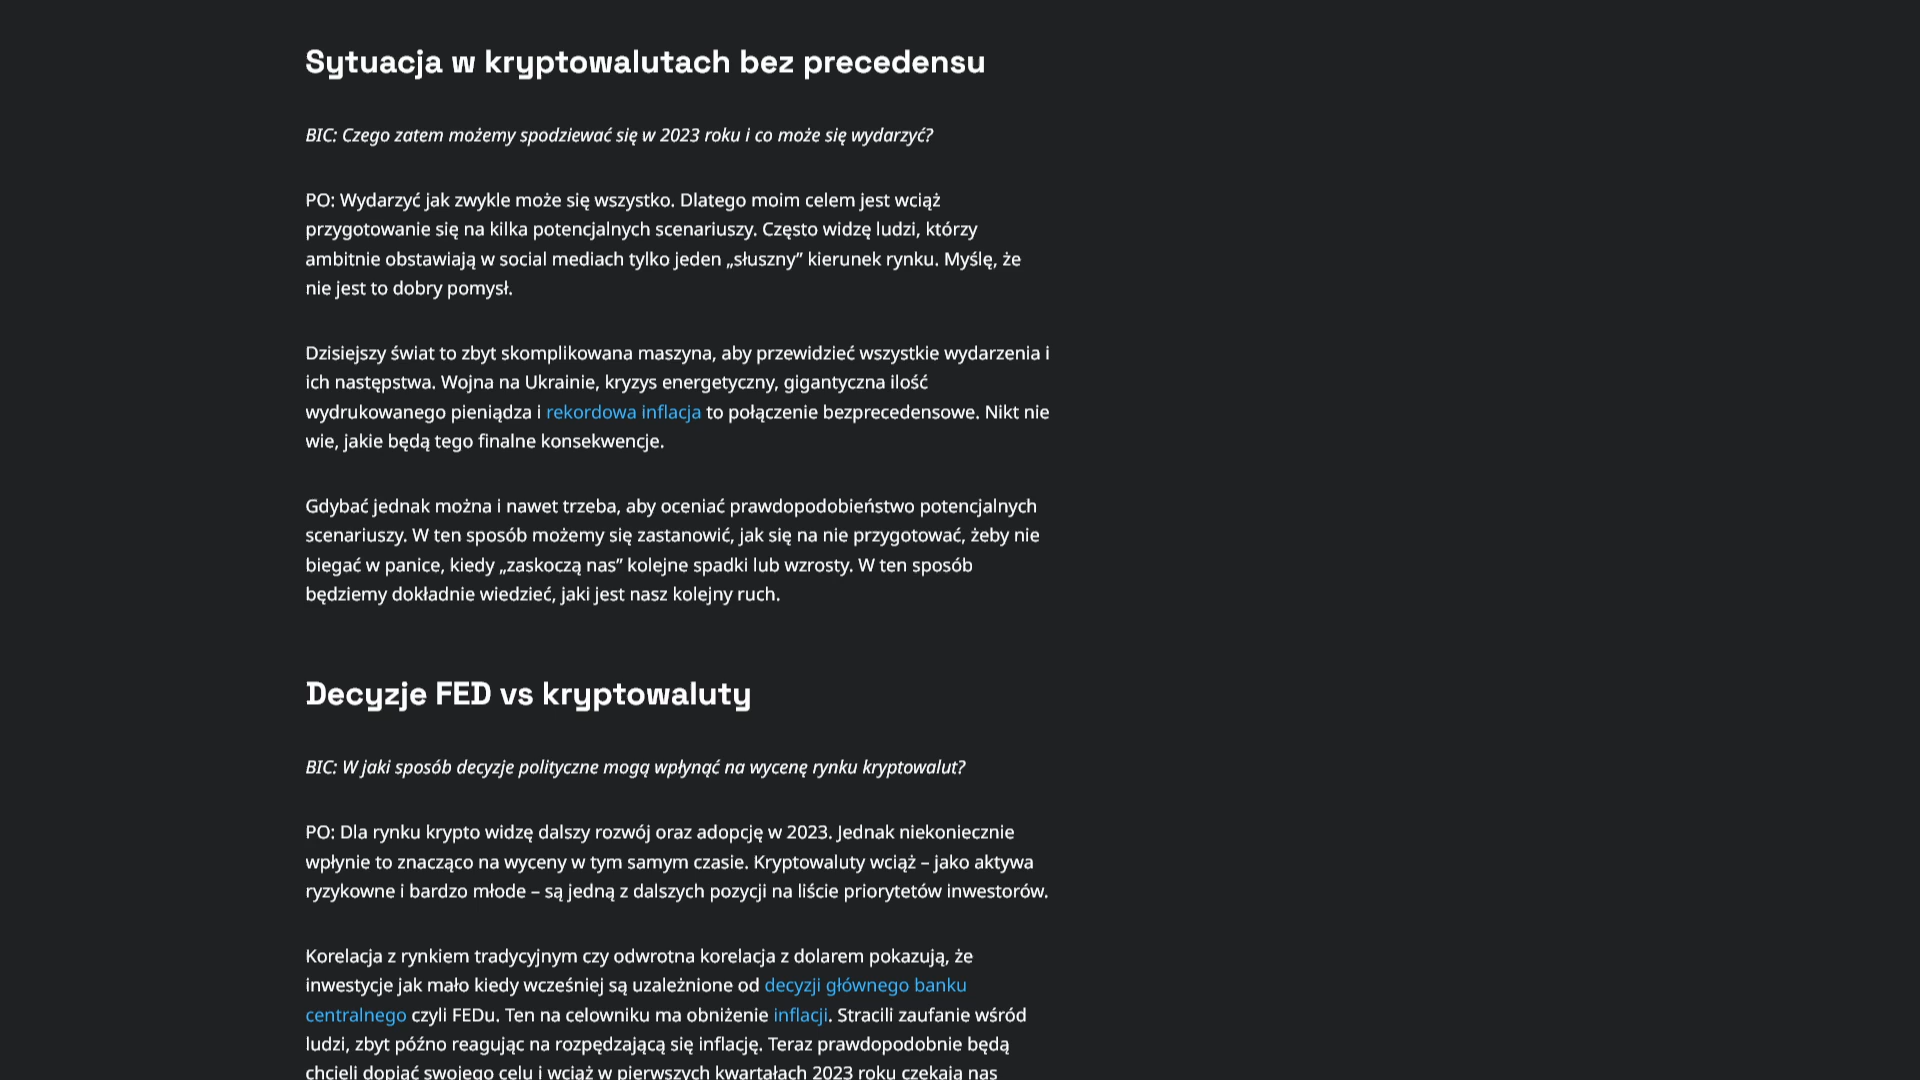 Sytuacja w kryptowalutach bez precedensu
BIC: Czego zatem możemy spodziewać się w 2023 roku i co może się wydarzyć?
PO: Wydarzyć jak zwykle może się wszystko. Dlatego moim celem jest wciąż
przygotowanie się na kilka potencjalnych scenariuszy. Często widzę ludzi, którzy
ambitnie obstawiają w social mediach tylko jeden „słuszny” kierunek rynku. Myślę, że
nie jest to dobry pomysł.
Dzisiejszy świat to zbyt skomplikowana maszyna, aby przewidzieć wszystkie wydarzenia i
ich następstwa. Wojna na Ukrainie, kryzys energetyczny, gigantyczna ilość
wydrukowanego pieniądza i rekordowa inflacja to połączenie bezprecedensowe. Nikt nie
wie, jakie będą tego finalne konsekwencje.
Gdybać jednak można i nawet trzeba, aby oceniać prawdopodobieństwo potencjalnych
scenariuszy. W ten sposób możemy się zastanowić, jak się na nie przygotować, żeby nie
biegać w panice, kiedy „zaskoczą nas” kolejne spadki lub wzrosty. W ten sposób
będziemy dokładnie wiedzieć, jaki jest nasz kolejny ruch.
Decyzje FED vs kryptowaluty
BIC: W jaki sposób decyzje polityczne mogą wpłynąć na wycenę rynku kryptowalut?
PO: Dla rynku krypto widzę dalszy rozwój oraz adopcję w 2023. Jednak niekoniecznie
wpłynie to znacząco na wyceny w tym samym czasie. Kryptowaluty wciąż – jako aktywa
ryzykowne i bardzo młode – są jedną z dalszych pozycji na liście priorytetów inwestorów.
Korelacja z rynkiem tradycyjnym czy odwrotna korelacja z dolarem pokazują, że
inwestycje jak mało kiedy wcześniej są uzależnione od decyzji głównego banku
centralnego czyli FEDu. Ten na celowniku ma obniżenie inflacji. Stracili zaufanie wśród
ludzi, zbyt późno reagując na rozpędzającą się inflację. Teraz prawdopodobnie będą
chcieli dopiąć swojego celu i wciąż w pierwszych kwartałach 2023 roku czekają nas